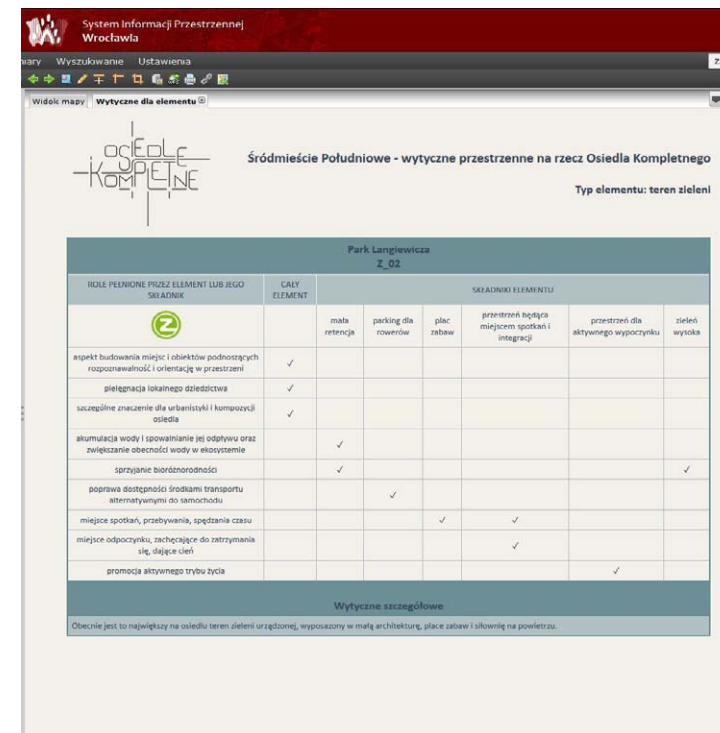 System Informacji Przestrzennej
Wrocławia
iary Wyszukiwanie Ustawienia
Z
Widok mapy Wytyczne dla elementu
OSIEDLE
KOMPLETNE
Śródmieście Południowe - wytyczne przestrzenne na rzecz Osiedla Kompletnego
Typ elementu: teren zieleni
Park Langiewicza
Z_02
ROLE PEŁNIONE PRZEZ ELEMENT LUB JEGO
SKŁADNIK
CAŁY
ELEMENT
SKŁADNIKI ELEMENTU
Z
mała
retencja
parking dla
rowerów
plac
zabaw
przestrzeń będąca
miejscem spotkań i
integracji
przestrzeń dla
aktywnego wypoczynku
zieleń
wysoka
aspekt budowania miejsc i obiektów podnoszących
rozpoznawalność i orientację w przestrzeni ✓
pielęgnacja lokalnego dziedzictwa ✓
szczególne znaczenie dla urbanistyki i kompozycji
osiedla ✓
akumulacja wody i spowalnianie jej odpływu oraz
zwiększanie obecności wody w ekosystemie ✓
sprzyjanie bioróżnorodności ✓ ✓
poprawa dostępności środkami transportu
alternatywnymi do samochodu ✓
miejsce spotkań, przebywania, spędzania czasu ✓ ✓
miejsce odpoczynku, zachęcające do zatrzymania
się, dające cień ✓
promocja aktywnego trybu życia ✓
Wytyczne szczegółowe
Obecnie jest to największy na osiedlu teren zieleni urządzonej, wyposażony w małą architekturę, place zabaw i siłownię na powietrzu.